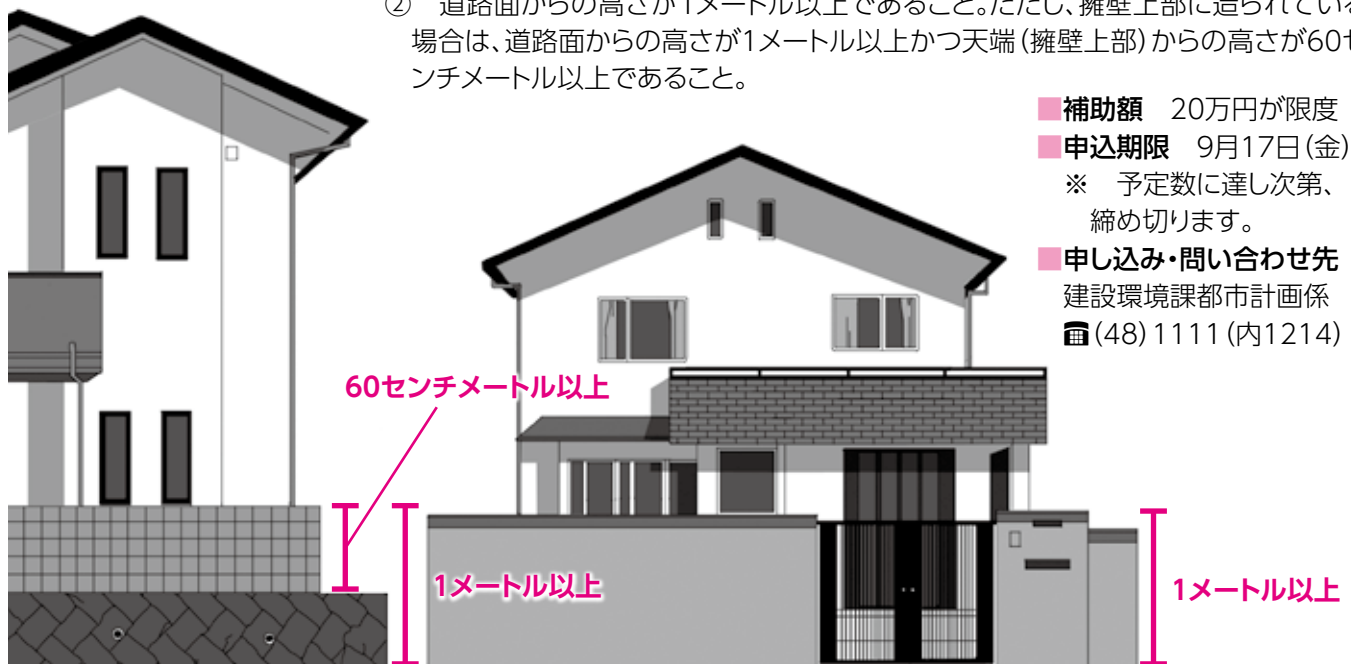 ② 道路面からの高さが1メートル以上であること。ただし、擁壁上部に造られている
場合は、道路面からの高さが1メートル以上かつ天端(擁壁上部)からの高さが60セ
ンチメートル以上であること。
■補助額 20万円が限度
■申込期限 9月17日(金)
※ 予定数に達し次第、
締め切ります。
■申し込み・問い合わせ先
建設環境課都市計画係
☎(48)1111(内1214)
60センチメートル以上
1メートル以上
1メートル以上